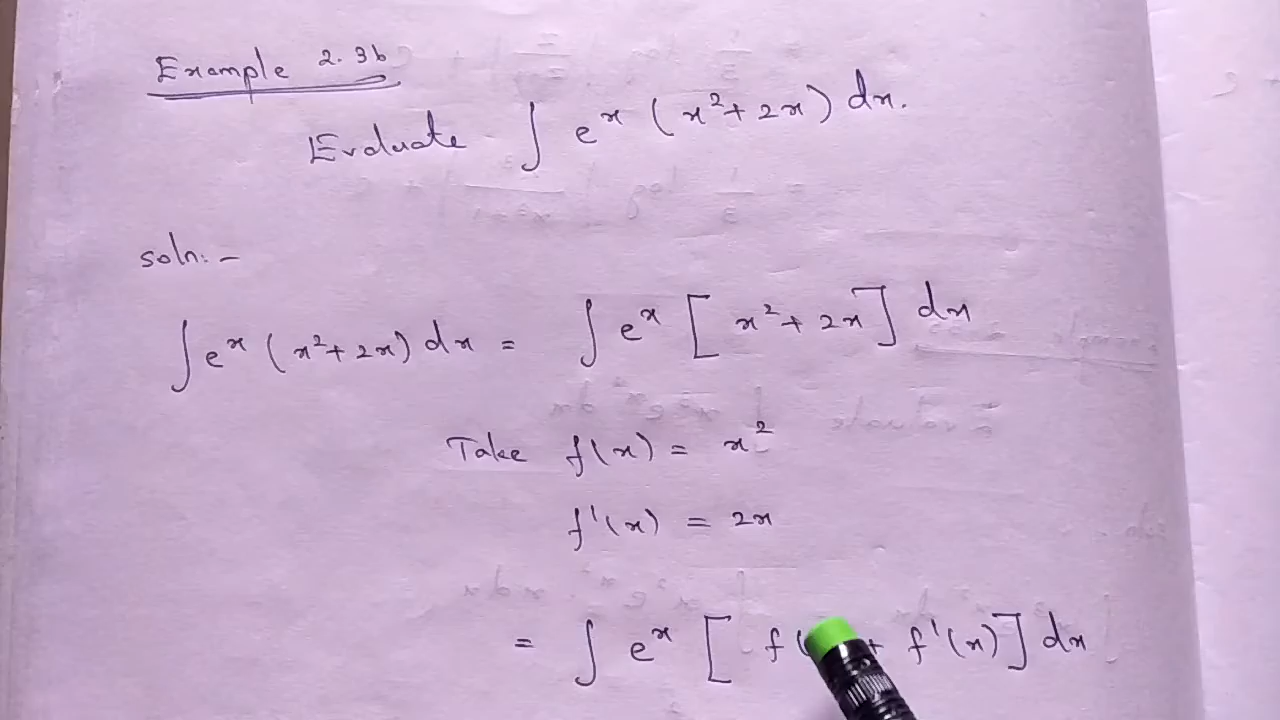 Example 2.36
Evaluate ∫ eˣ (x²+2x) dx.
soln:-
∫eˣ (x²+2x) dx = ∫eˣ [x²+2x] dx
Take f(x) = x²
f'(x) = 2x
= ∫ eˣ [ f( + f'(x)] dx